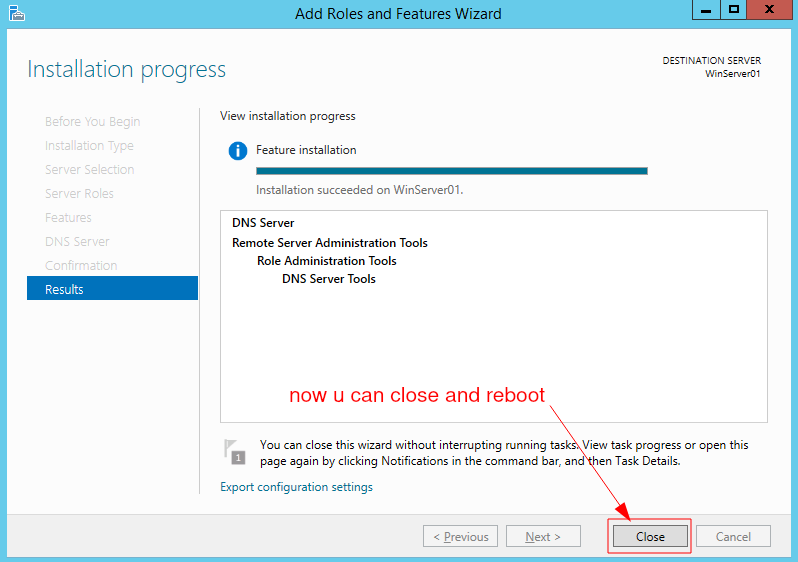 Add Roles and Features Wizard
Installation progress
DESTINATION SERVER
WinServer01
Before You Begin
Installation Type
Server Selection
Server Roles
Features
DNS Server
Confirmation
Results
View installation progress
Feature installation
Installation succeeded on WinServer01.
DNS Server
Remote Server Administration Tools
Role Administration Tools
DNS Server Tools
now u can close and reboot
1
You can close this wizard without interrupting running tasks. View task progress or open this
page again by clicking Notifications in the command bar, and then Task Details.
Export configuration settings
< Previous
Next >
Close
Cancel